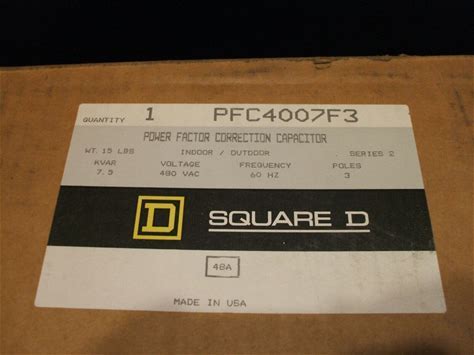 QUANTITY 1 PFC4007F3
POWER FACTOR CORRECTION CAPACITOR
WT. 15 LBS INDOOR / OUTDOOR SERIES 2
KVAR VOLTAGE FREQUENCY POLES
7.5 480 VAC 60 HZ 3
D SQUARE D
48A
MADE IN USA